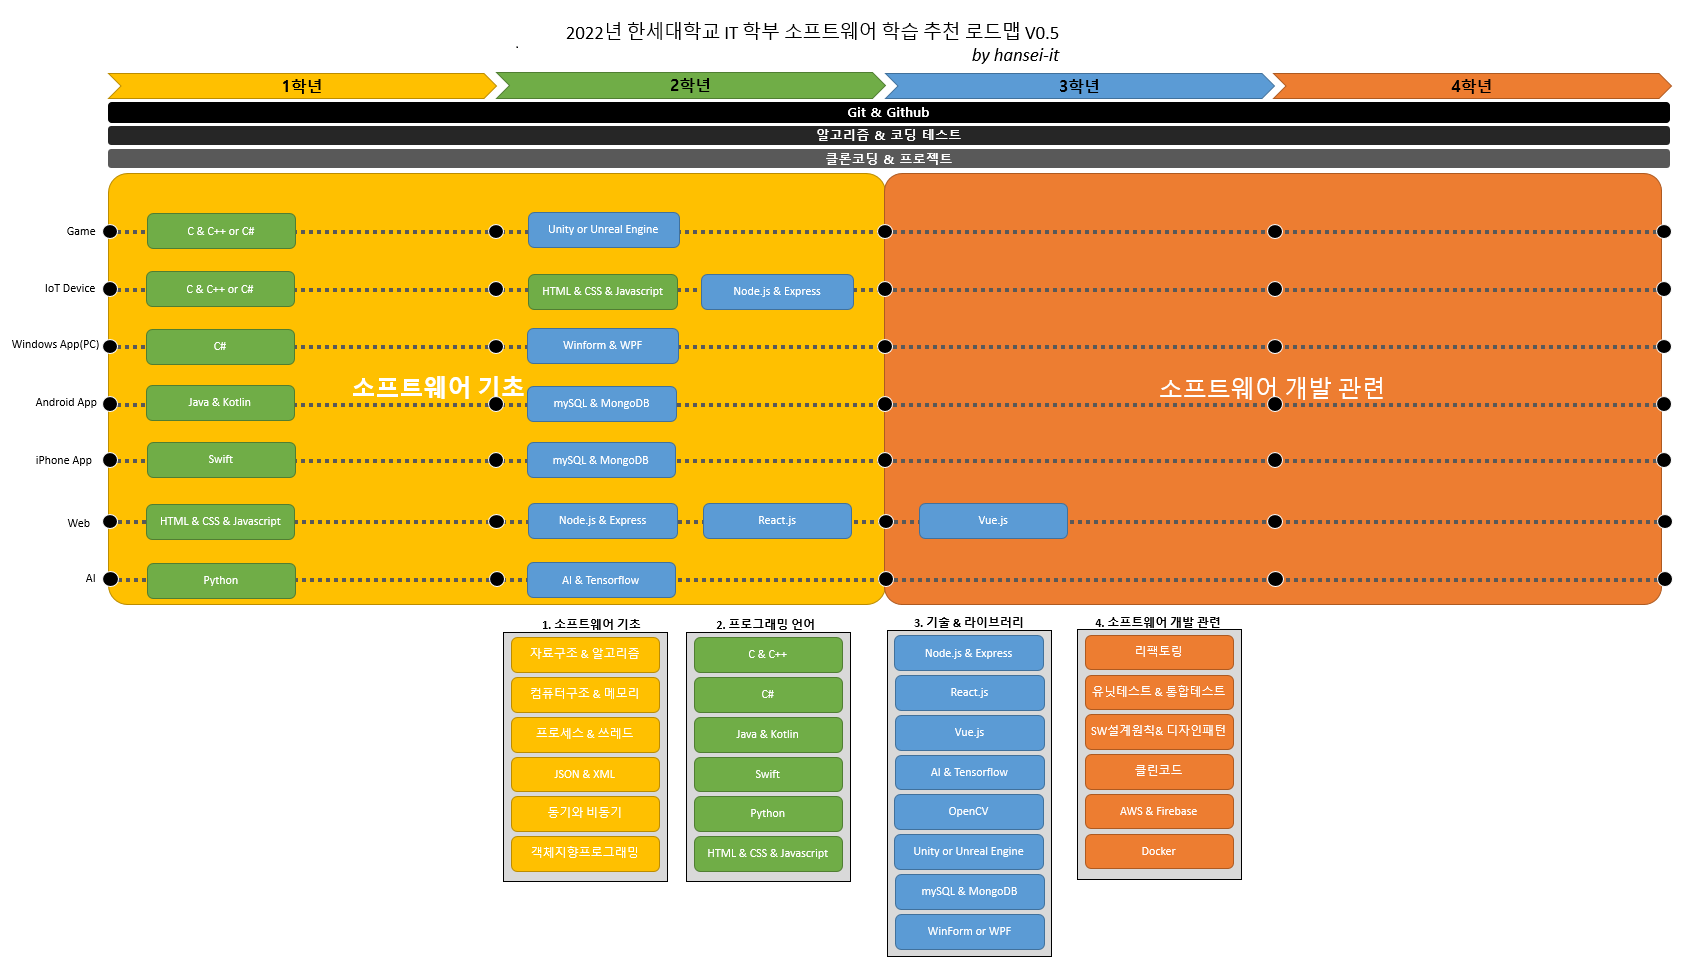 2022년 한세대학교 IT 학부 소프트웨어 학습 추천 로드맵 V0.5
.
by hansei-it
1학년
2학년
3학년
4학년
Git & Github
알고리즘 & 코딩 테스트
클론코딩 & 프로젝트
Game
C & C++ or C#
Unity or Unreal Engine
IoT Device
C & C++ or C#
HTML & CSS & Javascript
Node.js & Express
Windows App(PC)
C#
Winform & WPF
소프트웨어 기초
소프트웨어 개발 관련
Android App
Java & Kotlin
mySQL & MongoDB
iPhone App
Swift
mySQL & MongoDB
Web
HTML & CSS & Javascript
Node.js & Express
React.js
Vue.js
AI
Python
AI & Tensorflow
1. 소프트웨어 기초
자료구조 & 알고리즘
컴퓨터구조 & 메모리
프로세스 & 쓰레드
JSON & XML
동기와 비동기
객체지향프로그래밍
2. 프로그래밍 언어
C & C++
C#
Java & Kotlin
Swift
Python
HTML & CSS & Javascript
3. 기술 & 라이브러리
Node.js & Express
React.js
Vue.js
AI & Tensorflow
OpenCV
Unity or Unreal Engine
mySQL & MongoDB
WinForm or WPF
4. 소프트웨어 개발 관련
리팩토링
유닛테스트 & 통합테스트
SW설계원칙& 디자인패턴
클린코드
AWS & Firebase
Docker